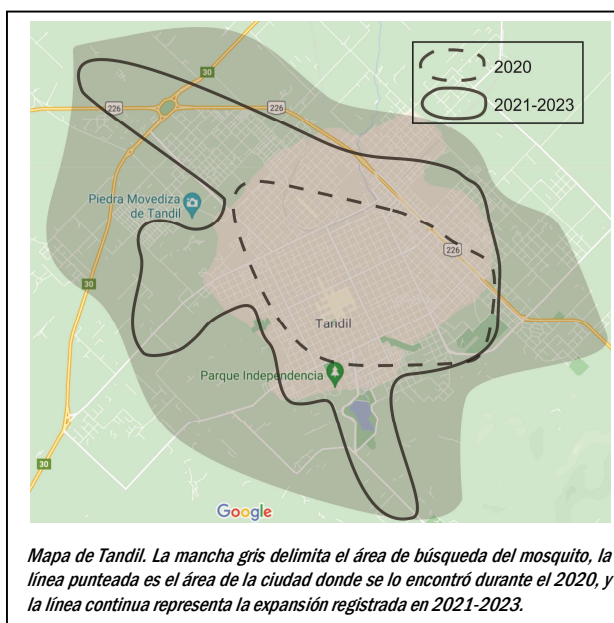 30
2020
2021-2023
226
226
Piedra Movediza
de Tandil
226
30
Tandil
Parque Independencia
30
Google
Mapa de Tandil. La mancha gris delimita el área de búsqueda del mosquito, la
línea punteada es el área de la ciudad donde se lo encontró durante el 2020, y
la línea continua representa la expansión registrada en 2021-2023.